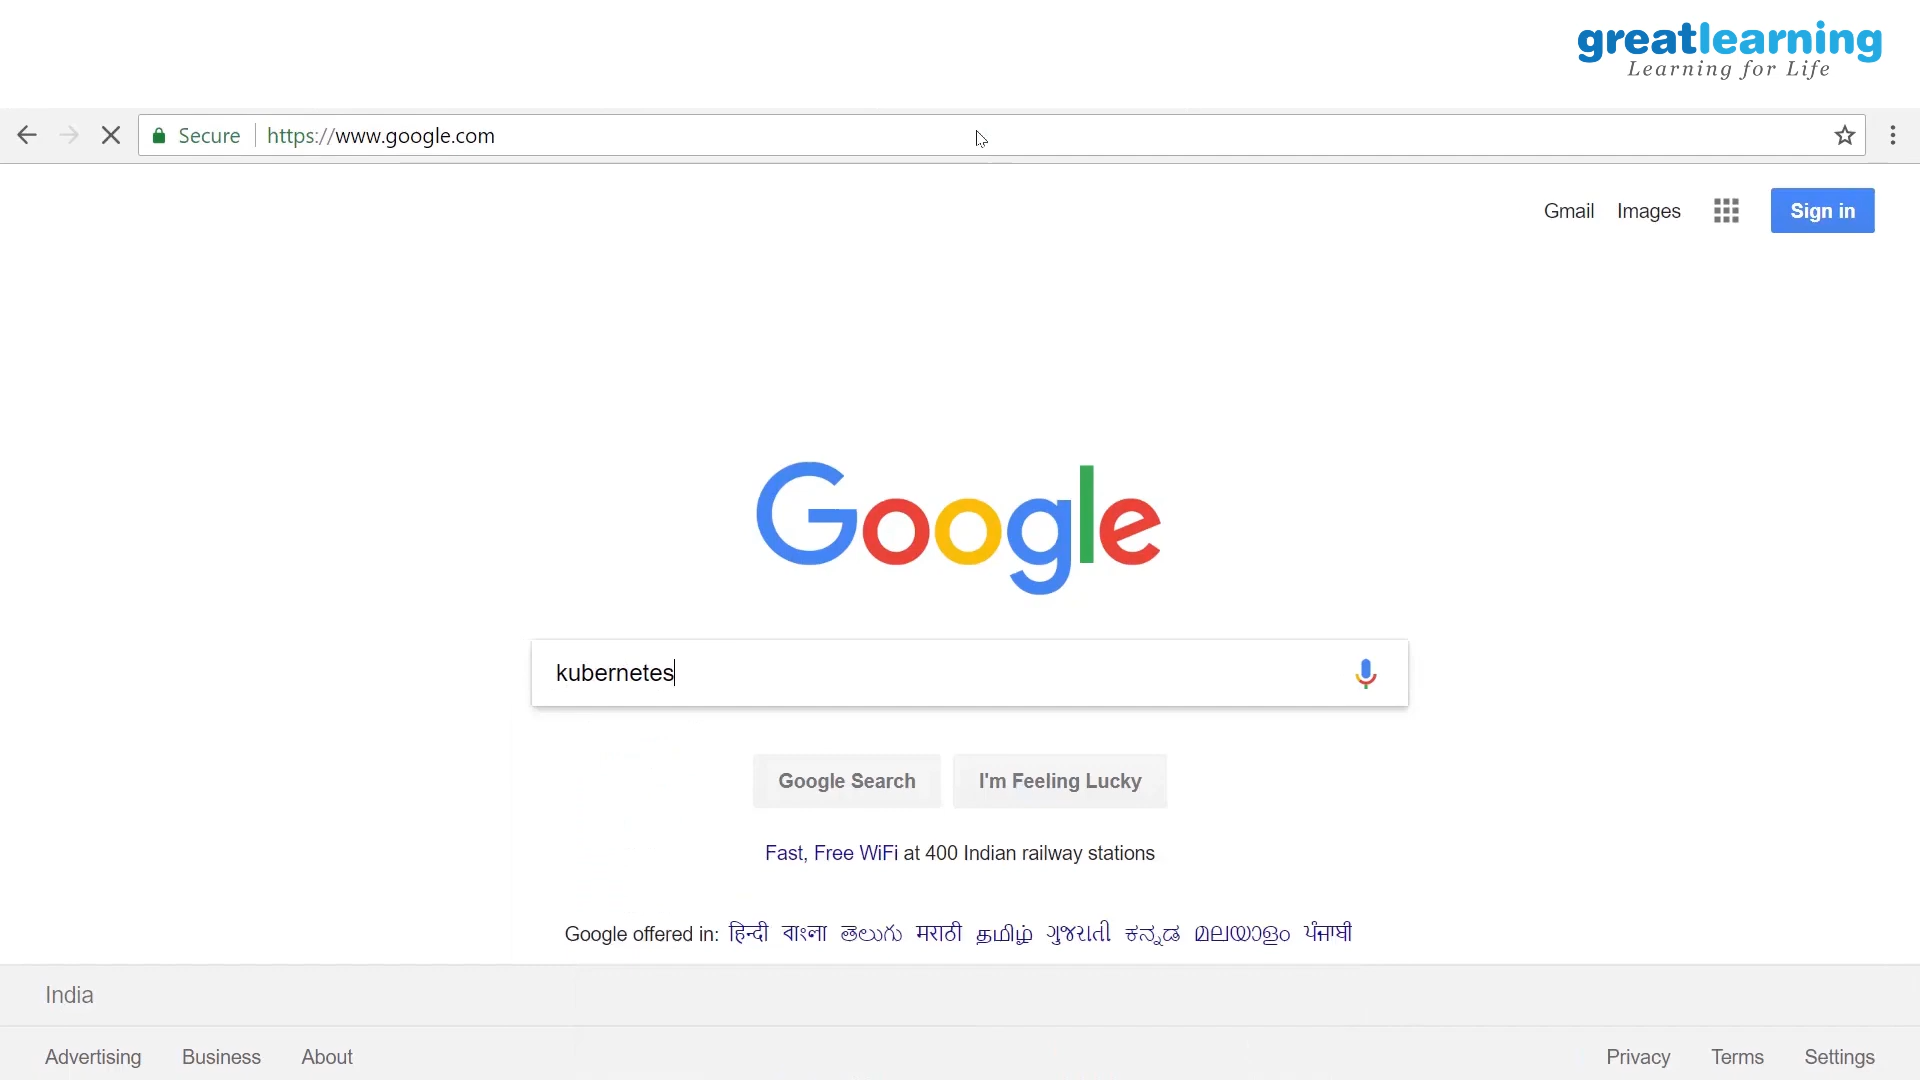 greatlearning
Learning for Life
Secure https://www.google.com
Gmail Images Sign in
Google
kubernetes
Google Search I'm Feeling Lucky
Fast, Free WiFi at 400 Indian railway stations
Google offered in: हिन्दी বাংলা తెలుగు मराठी தமிழ் ગુજરાતી ಕನ್ನಡ മലയാളം ਪੰਜਾਬੀ
India
Advertising Business About Privacy Terms Settings